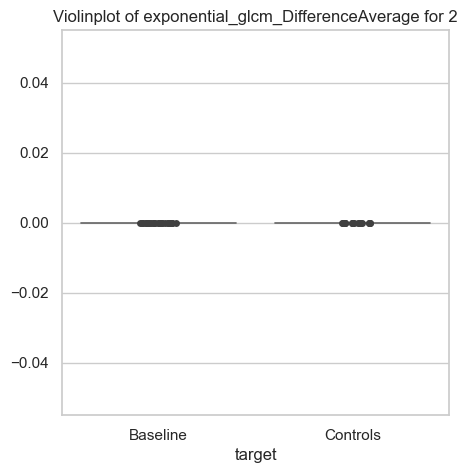 Violinplot of exponential_glcm_DifferenceAverage for 2
0.04
0.02
0.00
−0.02
−0.04
Baseline Controls
target